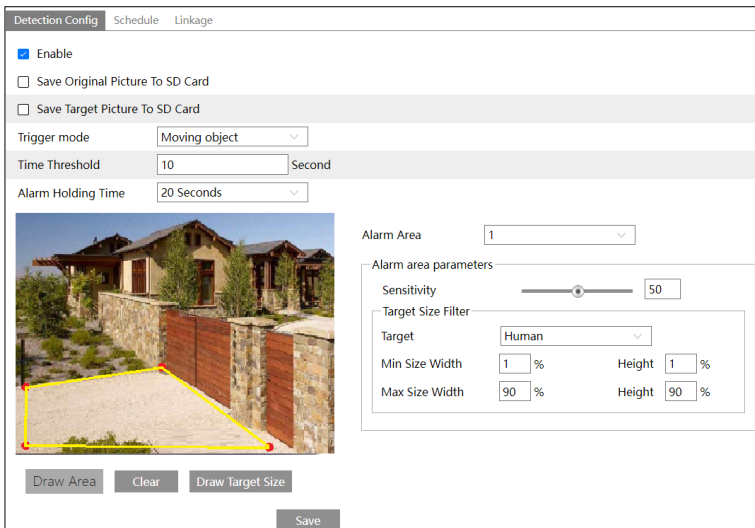 Detection Config Schedule Linkage
Enable
Save Original Picture To SD Card
Save Target Picture To SD Card
Trigger mode Moving object
Time Threshold 10 Second
Alarm Holding Time 20 Seconds
Alarm Area 1
Alarm area parameters
Sensitivity 50
Target Size Filter
Target Human
Min Size Width 1 % Height 1 %
Max Size Width 90 % Height 90 %
Draw Area Clear Draw Target Size
Save